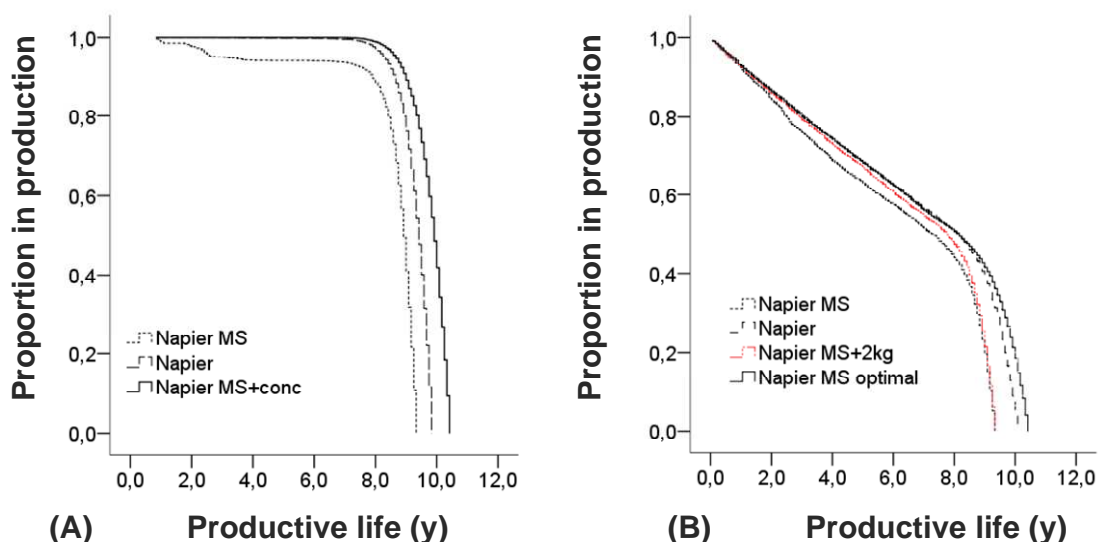 Proportion in production
1,0
0,8
0,6
0,4
0,2
0,0
Napier MS
Napier
Napier MS+conc
0,0 2,0 4,0 6,0 8,0 10,0 12,0
(A) Productive life (y)
Proportion in production
1,0
0,8
0,6
0,4
0,2
0,0
Napier MS
Napier
Napier MS+2kg
Napier MS optimal
0,0 2,0 4,0 6,0 8,0 10,0 12,0
(B) Productive life (y)